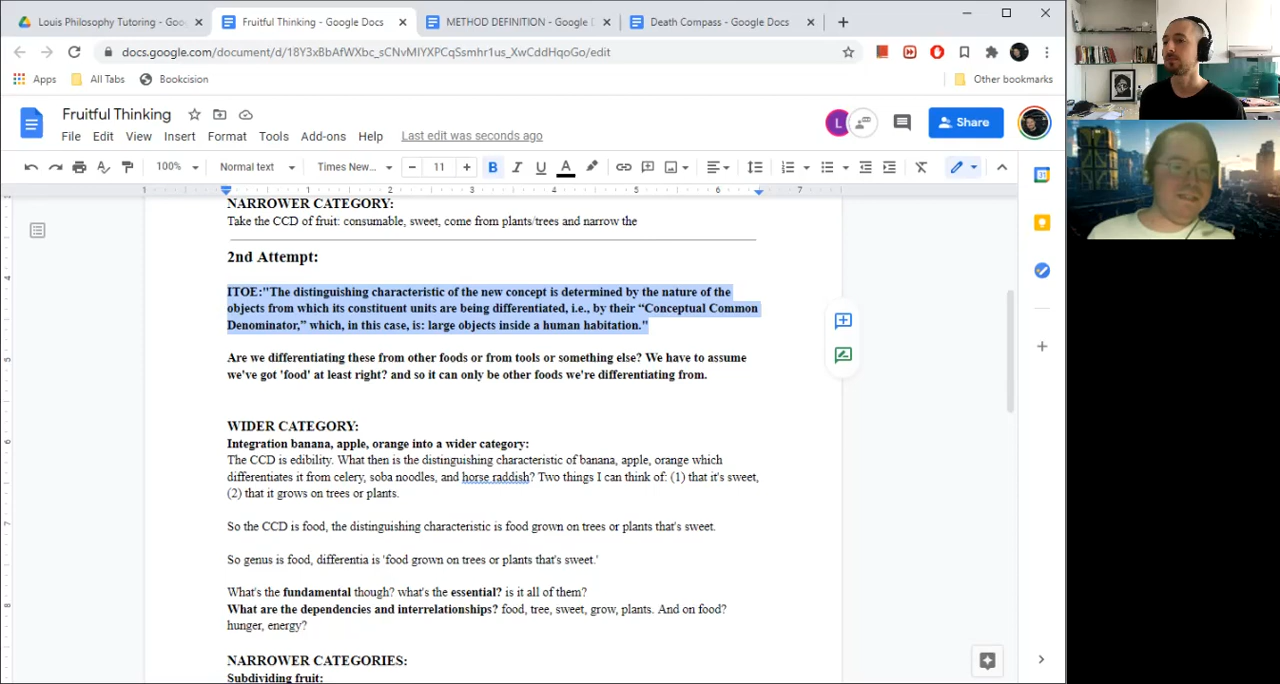 Louis Philosophy Tutoring - Goo
Fruitful Thinking - Google Docs
METHOD DEFINITION - Google D
Death Compass - Google Docs
docs.google.com/document/d/18Y3xBbAfWXbc_sCNvMIYXPCqSsmhr1us_XwCddHqoGo/edit
Apps
All Tabs
Bookcision
Other bookmarks
Fruitful Thinking
File Edit View Insert Format Tools Add-ons Help Last edit was seconds ago
L
Share
100% Normal text Times New... 11 B I U A
1 1 2 3 4 5 6 7
NARROWER CATEGORY:
Take the CCD of fruit: consumable, sweet, come from plants/trees and narrow the
2nd Attempt:
ITOE:"The distinguishing characteristic of the new concept is determined by the nature of the
objects from which its constituent units are being differentiated, i.e., by their “Conceptual Common
Denominator,” which, in this case, is: large objects inside a human habitation."
Are we differentiating these from other foods or from tools or something else? We have to assume
we've got 'food' at least right? and so it can only be other foods we're differentiating from.
WIDER CATEGORY:
Integration banana, apple, orange into a wider category:
The CCD is edibility. What then is the distinguishing characteristic of banana, apple, orange which
differentiates it from celery, soba noodles, and horse raddish? Two things I can think of: (1) that it's sweet,
(2) that it grows on trees or plants.
So the CCD is food, the distinguishing characteristic is food grown on trees or plants that's sweet.
So genus is food, differentia is 'food grown on trees or plants that's sweet.'
What's the fundamental though? what's the essential? is it all of them?
What are the dependencies and interrelationships? food, tree, sweet, grow, plants. And on food?
hunger, energy?
NARROWER CATEGORIES:
Subdividing fruit: